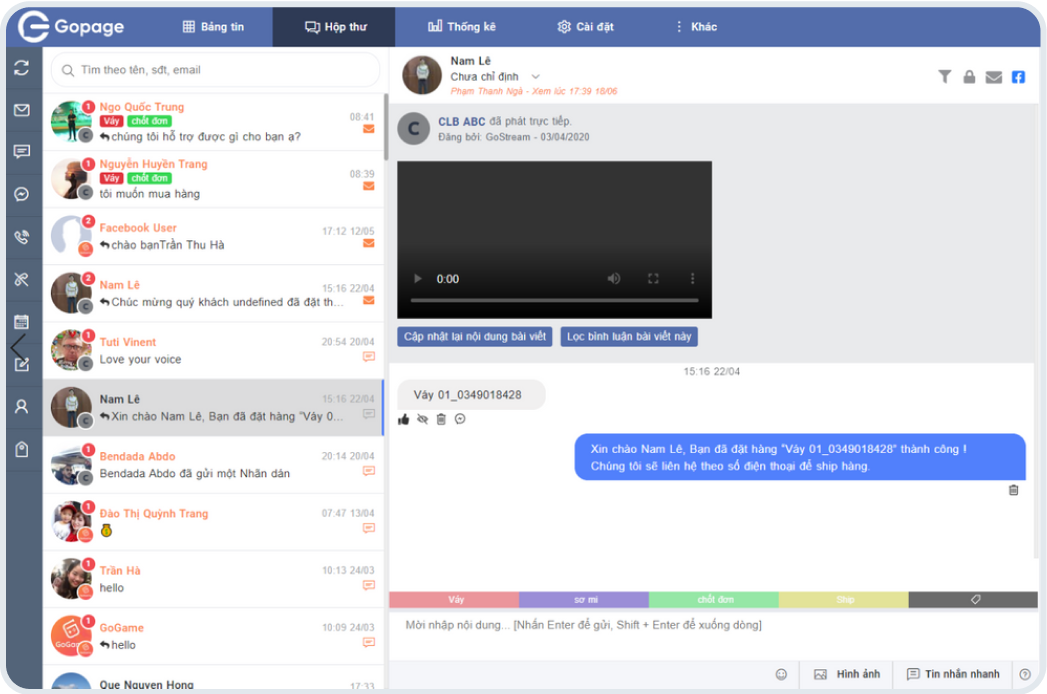 Gopage
Bảng tin
Hộp thư
Thống kê
Cài đặt
Khác
Tìm theo tên, sđt, email
1
Ngo Quốc Trung
08:41
Váy chốt đơn
chúng tôi hỗ trợ được gì cho bạn ạ?
C
1
Nguyễn Huyền Trang
08:39
Váy chốt đơn
tôi muốn mua hàng
C
2
Facebook User
17:12 12/05
chào bạnTrần Thu Hà
2
Nam Lê
15:16 22/04
Chúc mừng quý khách undefined đã đặt th...
C
1
Tuti Vinent
20:54 20/04
Love your voice
C
Nam Lê
15:16 22/04
Xin chào Nam Lê, Bạn đã đặt hàng "Váy 0...
C
1
Bendada Abdo
20:14 20/04
Bendada Abdo đã gửi một Nhãn dán
C
1
Đào Thị Quỳnh Trang
07:47 13/04
1
Trần Hà
10:13 24/03
hello
1
GoGame
10:09 24/03
hello
Que Nguyen Hong
17:33
Nam Lê
Chưa chỉ định
Phạm Thanh Ngà - Xem lúc 17:39 18/06
C
CLB ABC đã phát trực tiếp.
Đăng bởi: GoStream - 03/04/2020
0:00
Cập nhật lại nội dung bài viết
Lọc bình luận bài viết này
15:16 22/04
Váy 01_0349018428
Xin chào Nam Lê, Bạn đã đặt hàng "Váy 01_0349018428" thành công !
Chúng tôi sẽ liên hệ theo số điện thoại để ship hàng.
Váy
sơ mi
chốt đơn
Ship
Mời nhập nội dung... [Nhấn Enter để gửi, Shift + Enter để xuống dòng]
Hình ảnh
Tin nhắn nhanh